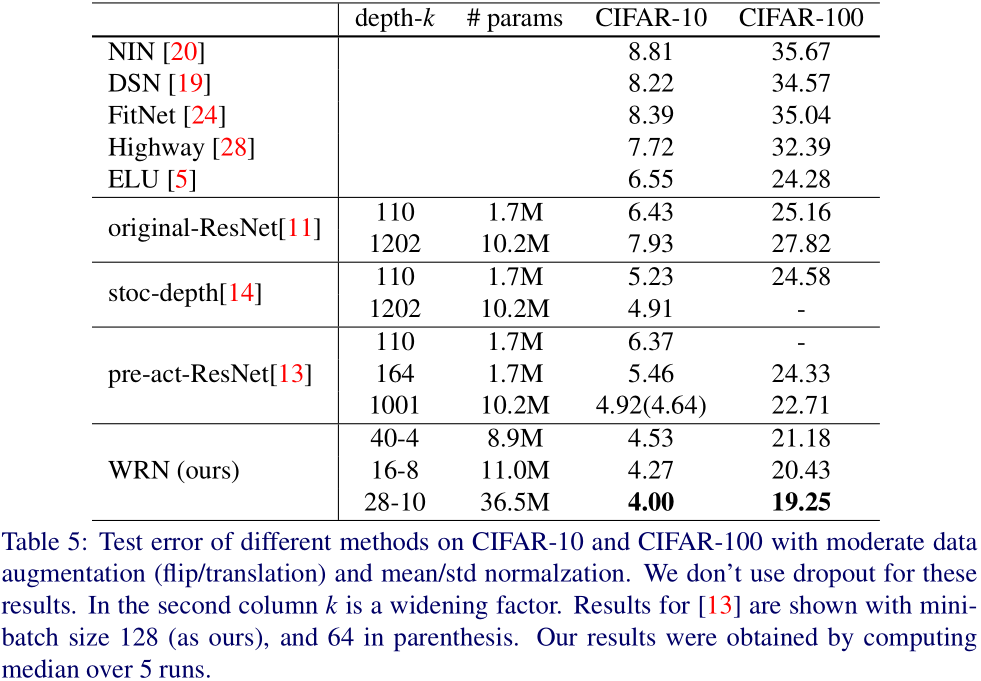 depth-k # params CIFAR-10 CIFAR-100
NIN [20] 8.81 35.67
DSN [19] 8.22 34.57
FitNet [24] 8.39 35.04
Highway [28] 7.72 32.39
ELU [5] 6.55 24.28
original-ResNet[11] 110 1.7M 6.43 25.16
1202 10.2M 7.93 27.82
stoc-depth[14] 110 1.7M 5.23 24.58
1202 10.2M 4.91 -
pre-act-ResNet[13] 110 1.7M 6.37 -
164 1.7M 5.46 24.33
1001 10.2M 4.92(4.64) 22.71
WRN (ours) 40-4 8.9M 4.53 21.18
16-8 11.0M 4.27 20.43
28-10 36.5M 4.00 19.25
Table 5: Test error of different methods on CIFAR-10 and CIFAR-100 with moderate data
augmentation (flip/translation) and mean/std normalzation. We don't use dropout for these
results. In the second column k is a widening factor. Results for [13] are shown with mini-
batch size 128 (as ours), and 64 in parenthesis. Our results were obtained by computing
median over 5 runs.